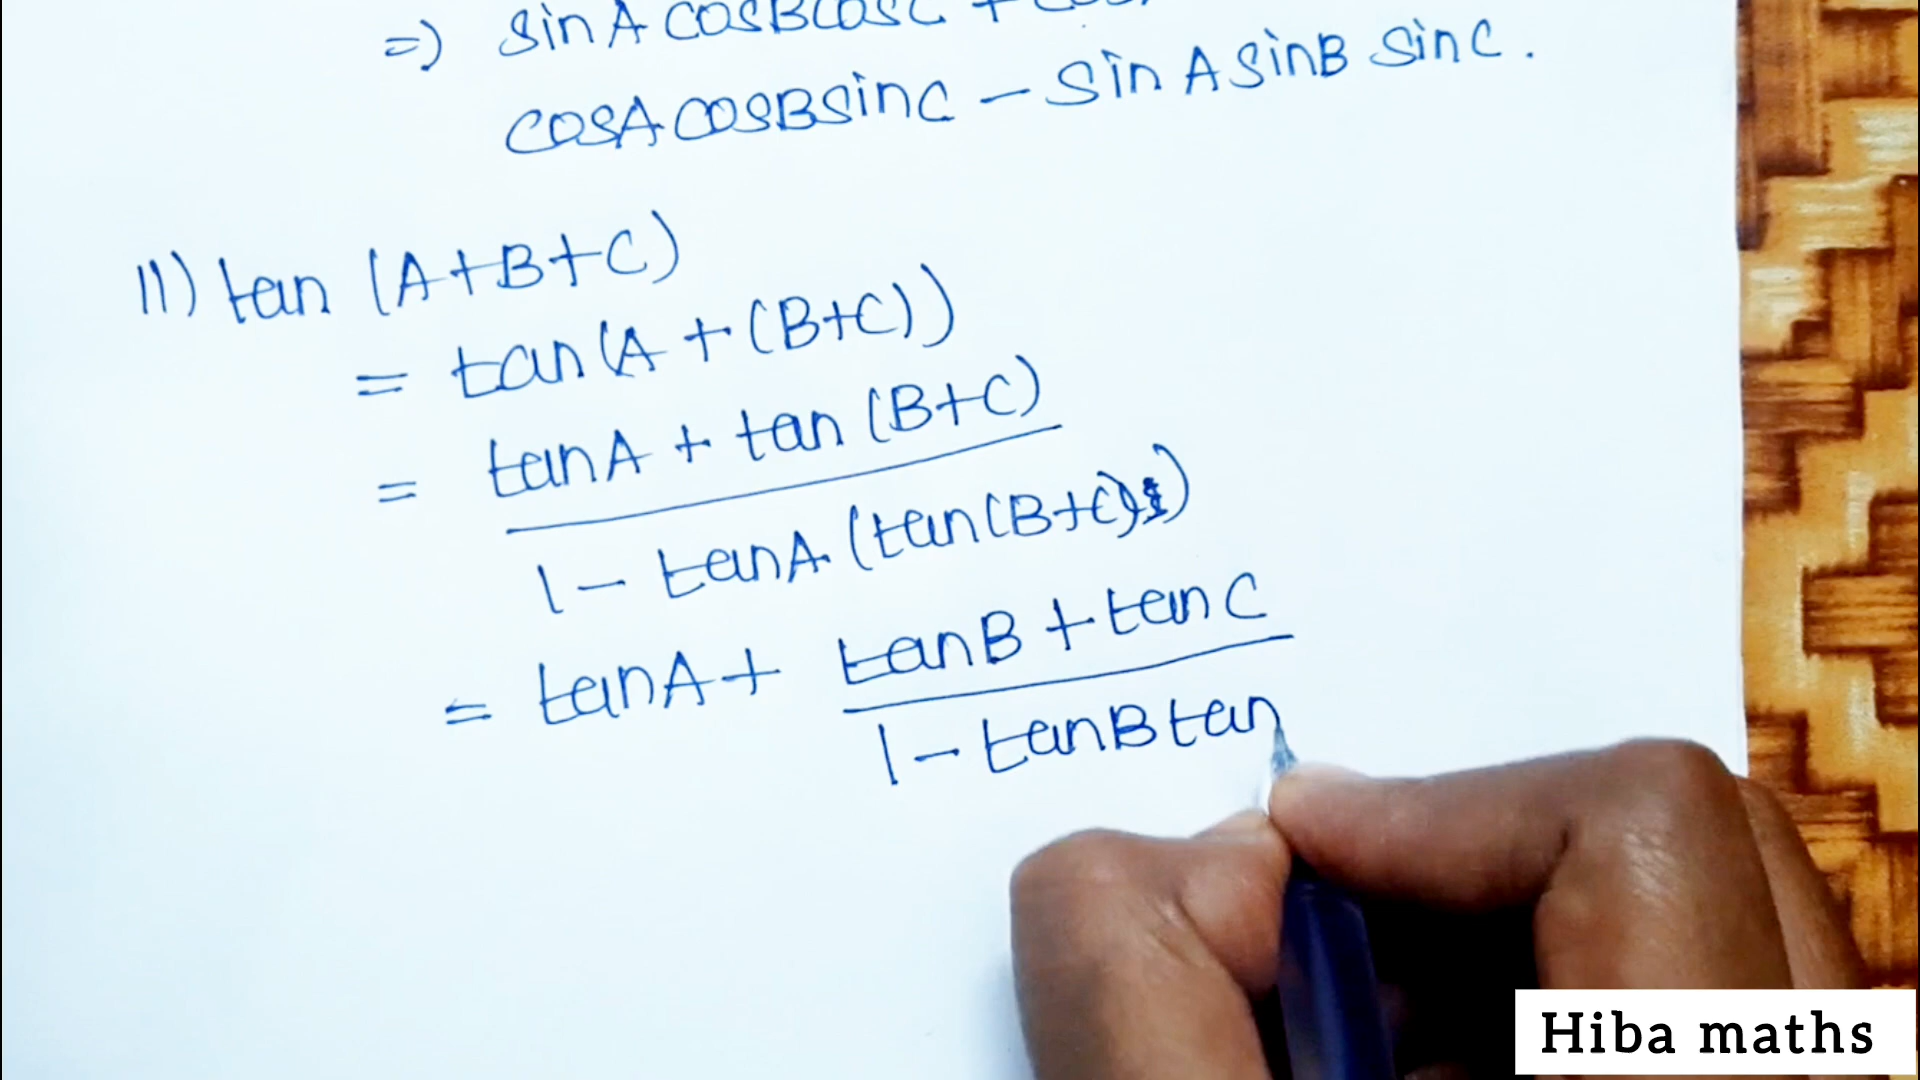 =) sinA cosBcosC +
cosA cosBsinC - sin A sinB sinC.
11) tan (A+B+C)
= tan(A + (B+C))
= tanA + tan (B+C)
1 - tanA. (tan(B+C))
= tanA + tanB + tanC
1 - tanB tan
Hiba maths